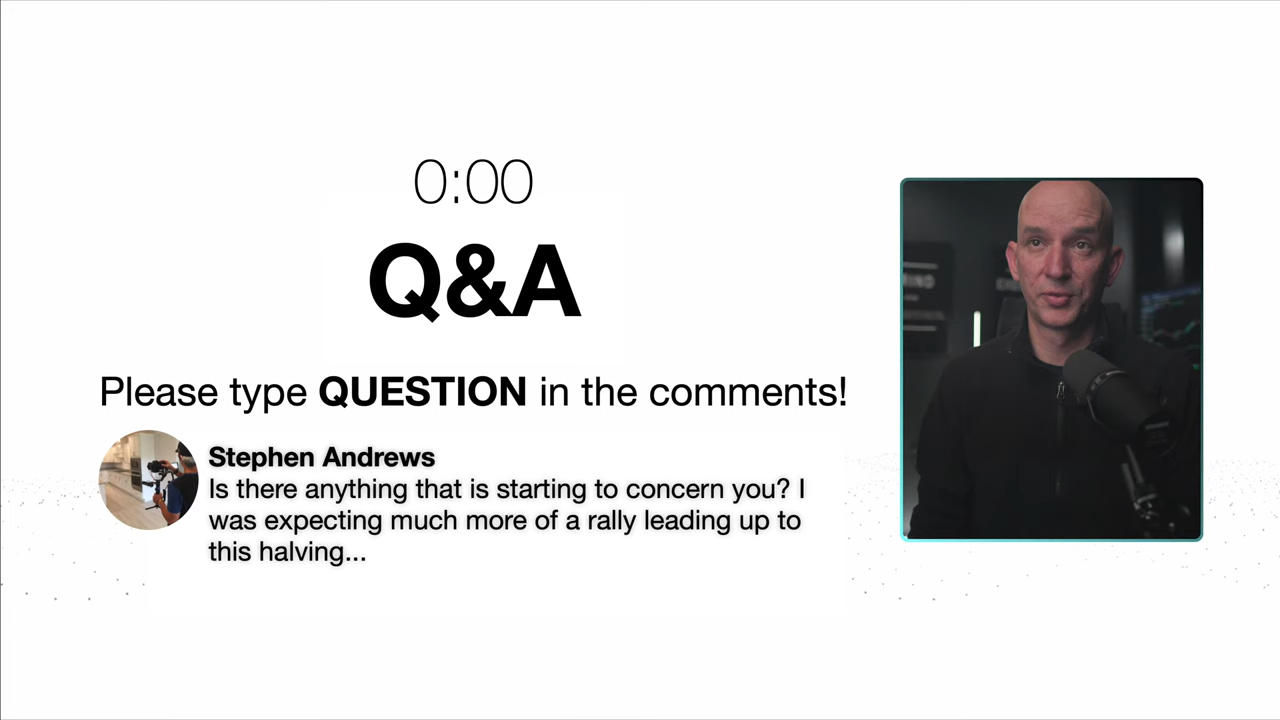 0:00
Q&A
Please type QUESTION in the comments!
Stephen Andrews
Is there anything that is starting to concern you? I
was expecting much more of a rally leading up to
this halving...